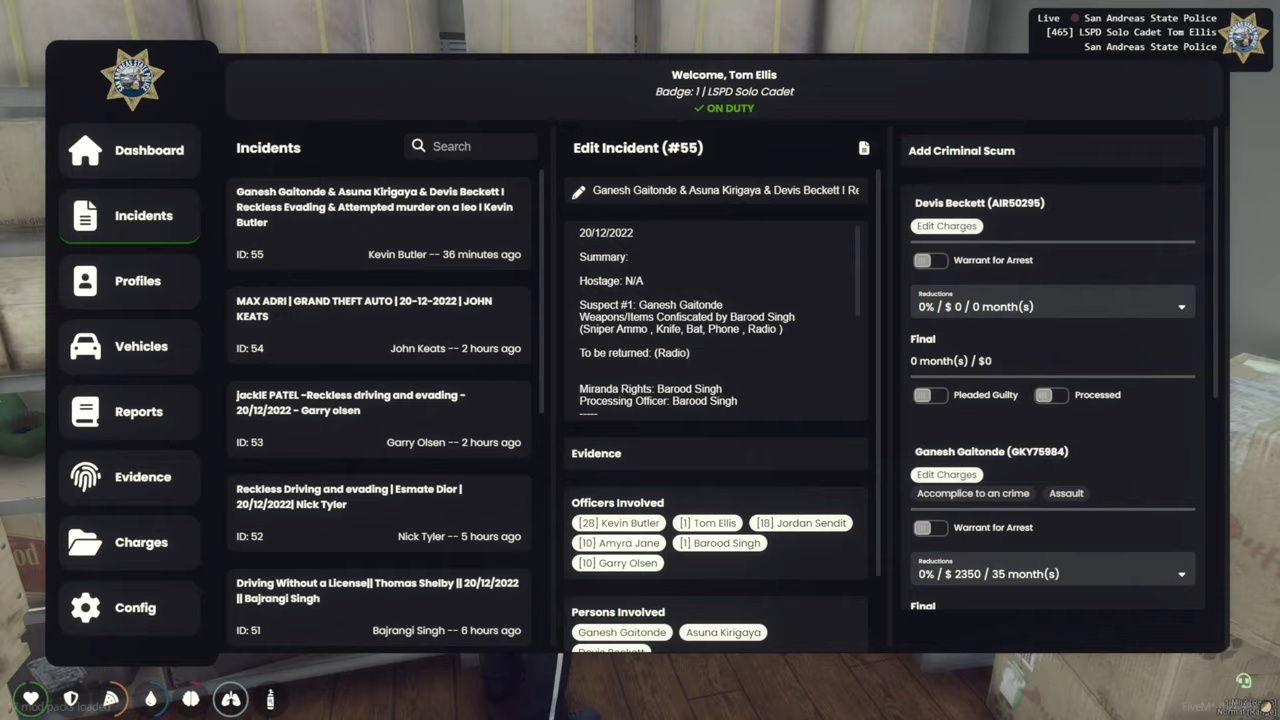 Live San Andreas State Police
[465] LSPD Solo Cadet Tom Ellis
San Andreas State Police
Welcome, Tom Ellis
Badge: 1 | LSPD Solo Cadet
ON DUTY
Dashboard
Incidents
Profiles
Vehicles
Reports
Evidence
Charges
Config
Incidents
Search
Ganesh Gaitonde & Asuna Kirigaya & Devis Beckett I
Reckless Evading & Attempted murder on a leo I Kevin
Butler
ID: 55 Kevin Butler -- 36 minutes ago
MAX ADRI | GRAND THEFT AUTO | 20-12-2022 | JOHN
KEATS
ID: 54 John Keats -- 2 hours ago
jackIE PATEL -Reckless driving and evading -
20/12/2022 - Garry olsen
ID: 53 Garry Olsen -- 2 hours ago
Reckless Driving and evading | Esmate Dior |
20/12/2022| Nick Tyler
ID: 52 Nick Tyler -- 5 hours ago
Driving Without a License|| Thomas Shelby || 20/12/2022
|| Bajrangi Singh
ID: 51 Bajrangi Singh -- 6 hours ago
Edit Incident (#55)
Ganesh Gaitonde & Asuna Kirigaya & Devis Beckett I Re
20/12/2022
Summary:
Hostage: N/A
Suspect #1: Ganesh Gaitonde
Weapons/Items Confiscated by Barood Singh
(Sniper Ammo , Knife, Bat, Phone , Radio )
To be returned: (Radio)
Miranda Rights: Barood Singh
Processing Officer: Barood Singh
-----
Evidence
Officers Involved
[28] Kevin Butler [1] Tom Ellis [18] Jordan Sendit
[10] Amyra Jane [1] Barood Singh
[10] Garry Olsen
Persons Involved
Ganesh Gaitonde Asuna Kirigaya
Devis Beckett
Add Criminal Scum
Devis Beckett (AIR50295)
Edit Charges
Warrant for Arrest
Reductions
0% / $ 0 / 0 month(s)
Final
0 month(s) / $0
Pleaded Guilty Processed
Ganesh Gaitonde (GKY75984)
Edit Charges
Accomplice to an crime Assault
Warrant for Arrest
Reductions
0% / $ 2350 / 35 month(s)
Final
mod packs loaded